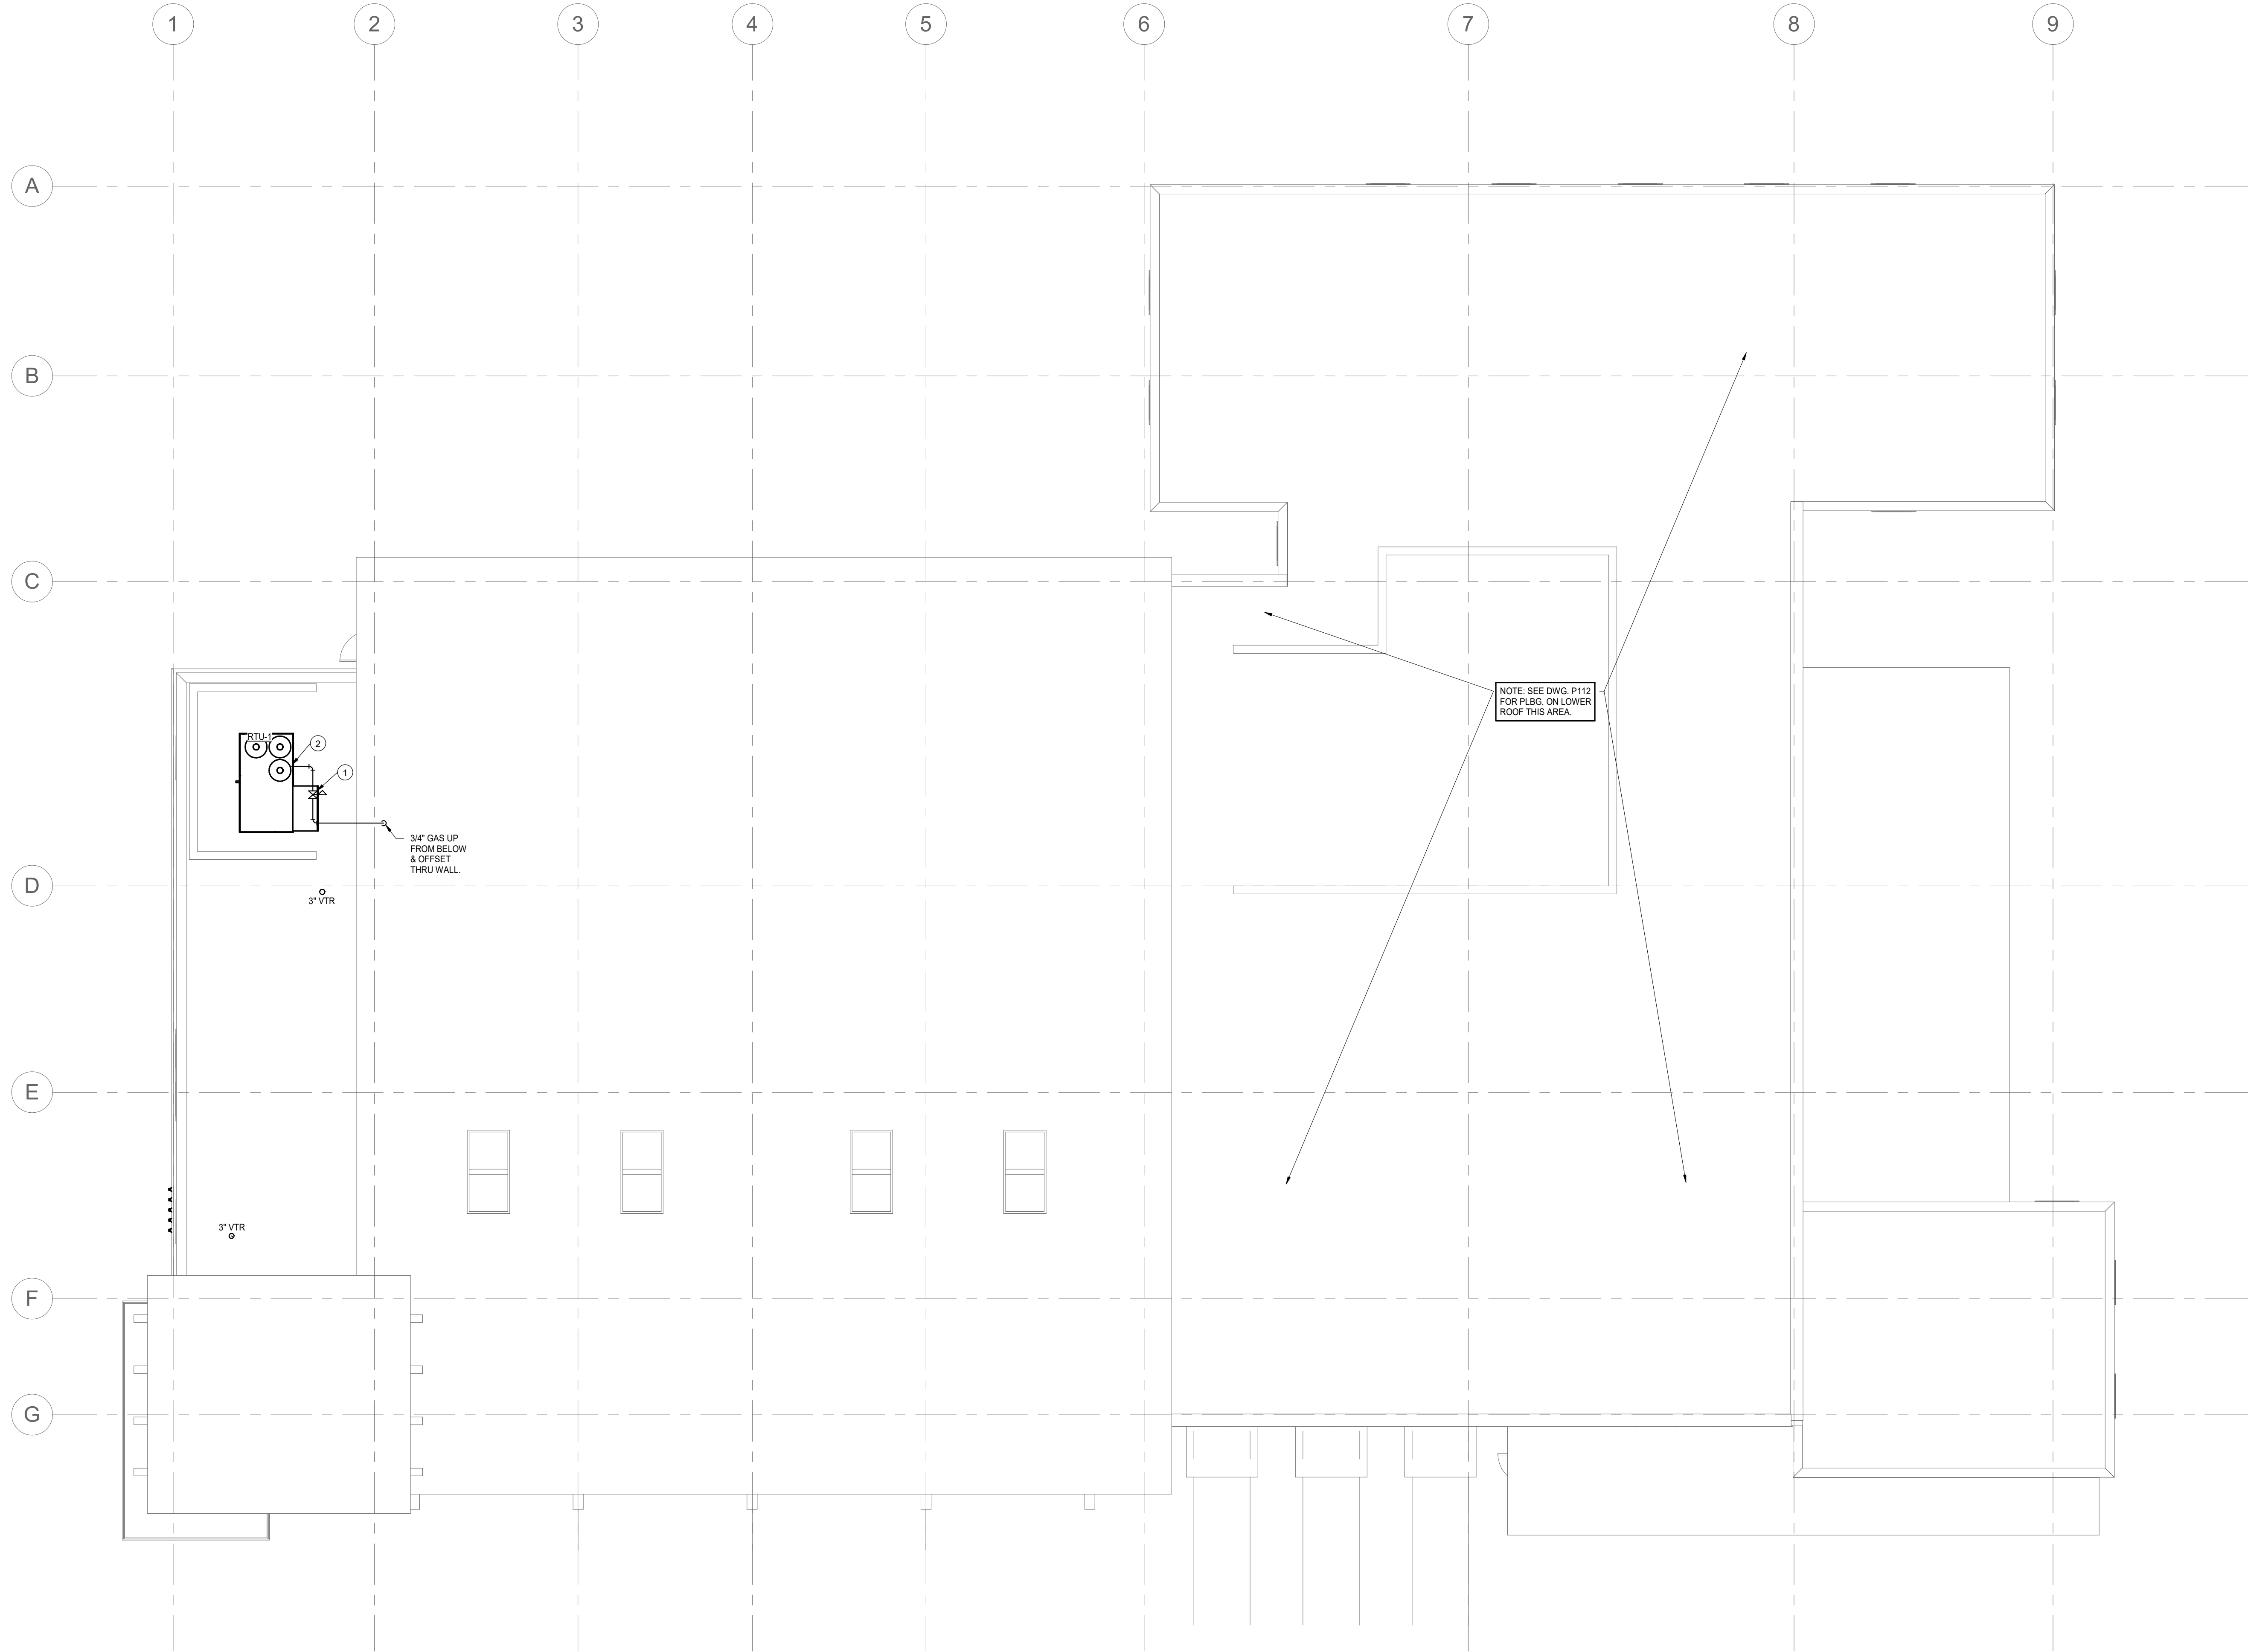 1
2
3
4
5
6
7
8
9
A
B
C
NOTE: SEE DWG. P112
FOR PLBG. ON LOWER
ROOF THIS AREA.
RTU-1
2
1
3/4" GAS UP
FROM BELOW
& OFFSET
THRU WALL.
D
3" VTR
E
3" VTR
F
G